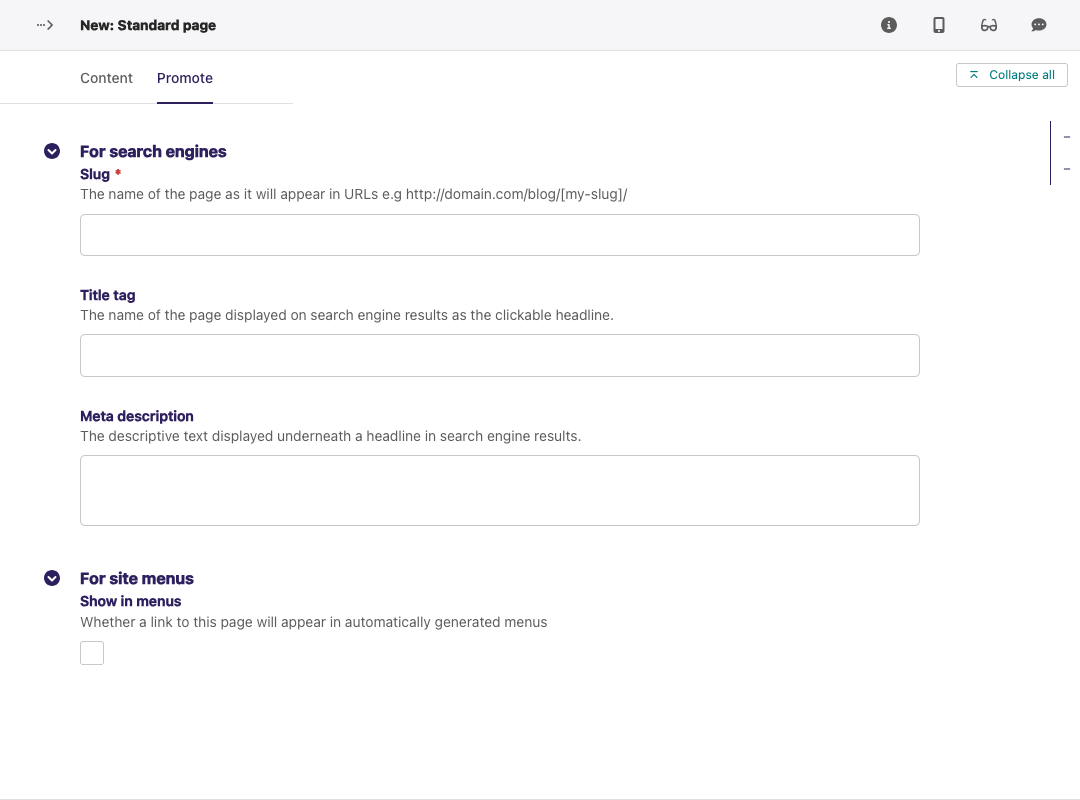 New: Standard page
Content Promote
Collapse all
For search engines
Slug *
The name of the page as it will appear in URLs e.g http://domain.com/blog/[my-slug]/
Title tag
The name of the page displayed on search engine results as the clickable headline.
Meta description
The descriptive text displayed underneath a headline in search engine results.
For site menus
Show in menus
Whether a link to this page will appear in automatically generated menus